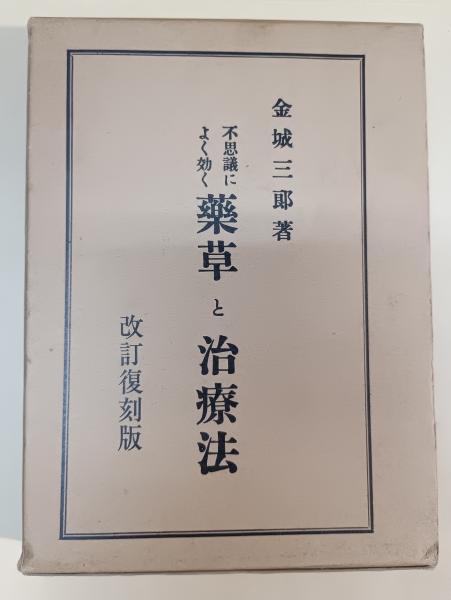 金城三郎著
不思議に
よく効く
藥草と治療法
改訂復刻版